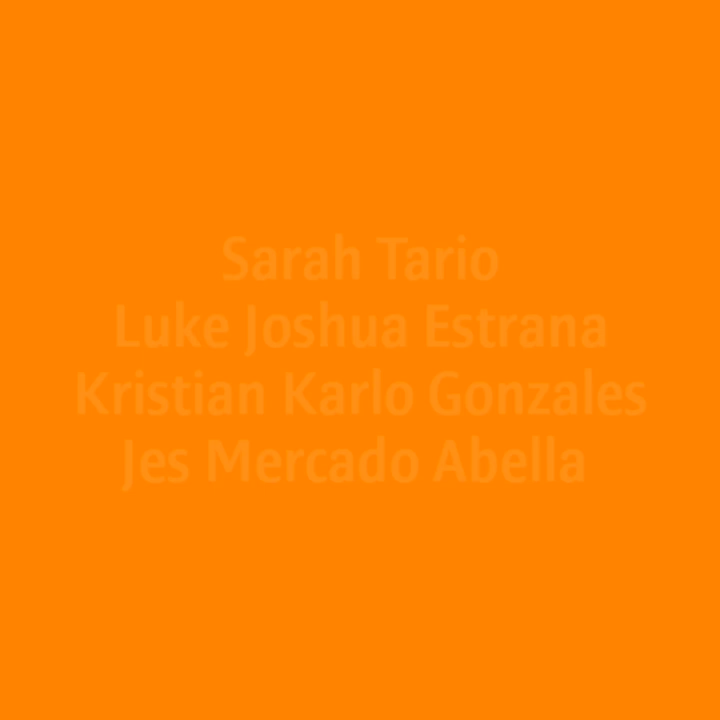 Sarah Tario
Luke Joshua Estrana
Kristian Karlo Gonzales
Jes Mercado Abella